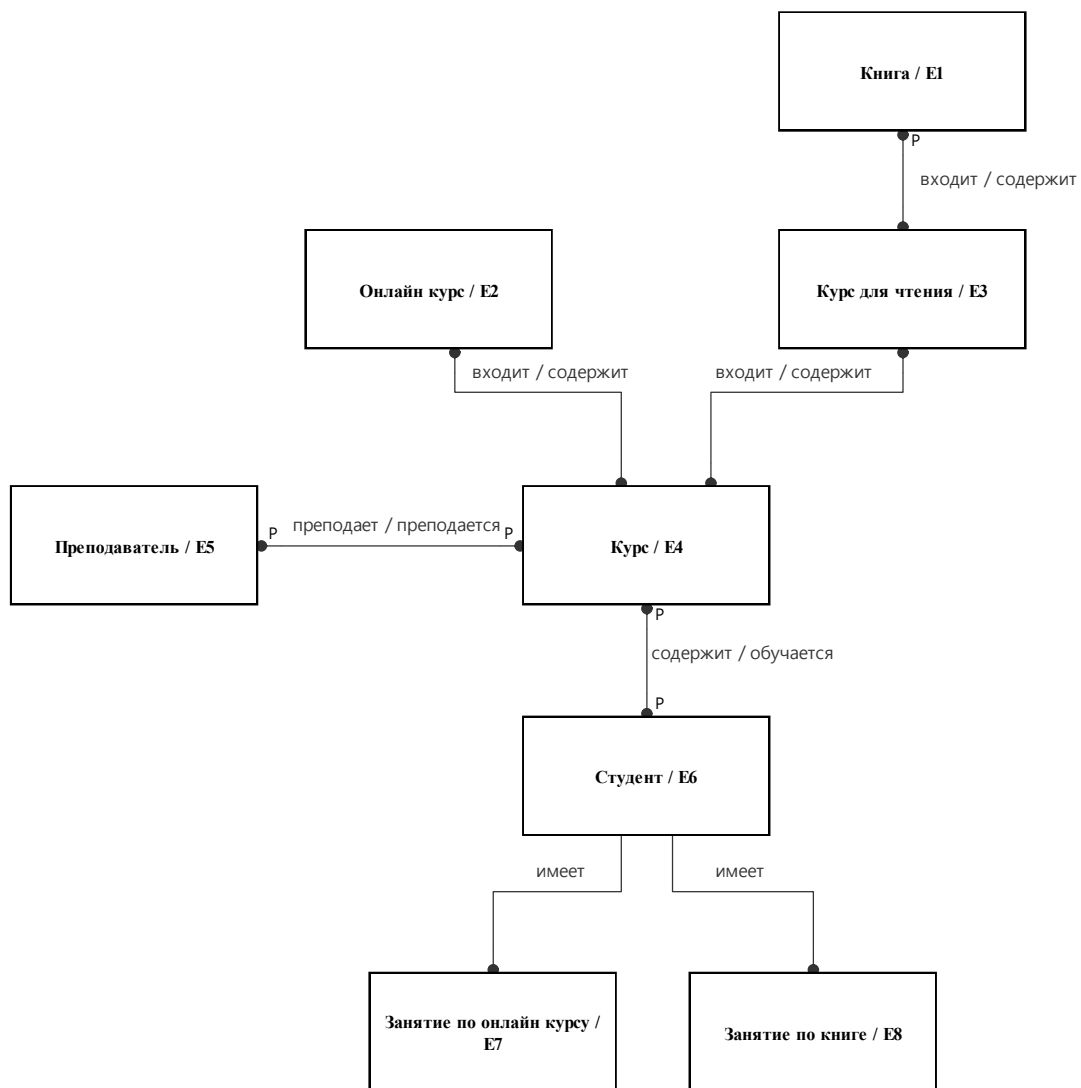 Книга / E1
P
входит / содержит
Онлайн курс / E2
Курс для чтения / E3
входит / содержит
входит / содержит
Преподаватель / E5
P
преподает / преподается
P
Курс / E4
P
содержит / обучается
P
Студент / E6
имеет
имеет
Занятие по онлайн курсу /
E7
Занятие по книге / E8